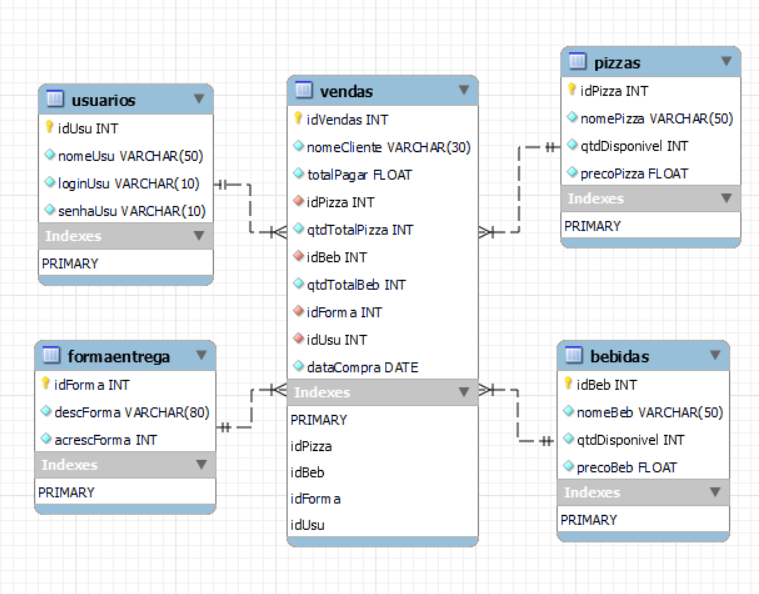 usuarios
idUsu INT
nomeUsu VARCHAR(50)
loginUsu VARCHAR(10)
senhaUsu VARCHAR(10)
Indexes
PRIMARY
formaentrega
idForma INT
descForma VARCHAR(80)
acrescForma INT
Indexes
PRIMARY
vendas
idVendas INT
nomeCliente VARCHAR(30)
totalPagar FLOAT
idPizza INT
qtdTotalPizza INT
idBeb INT
qtdTotalBeb INT
idForma INT
idUsu INT
dataCompra DATE
Indexes
PRIMARY
idPizza
idBeb
idForma
idUsu
pizzas
idPizza INT
nomePizza VARCHAR(50)
qtdDisponivel INT
precoPizza FLOAT
Indexes
PRIMARY
bebidas
idBeb INT
nomeBeb VARCHAR(50)
qtdDisponivel INT
precoBeb FLOAT
Indexes
PRIMARY